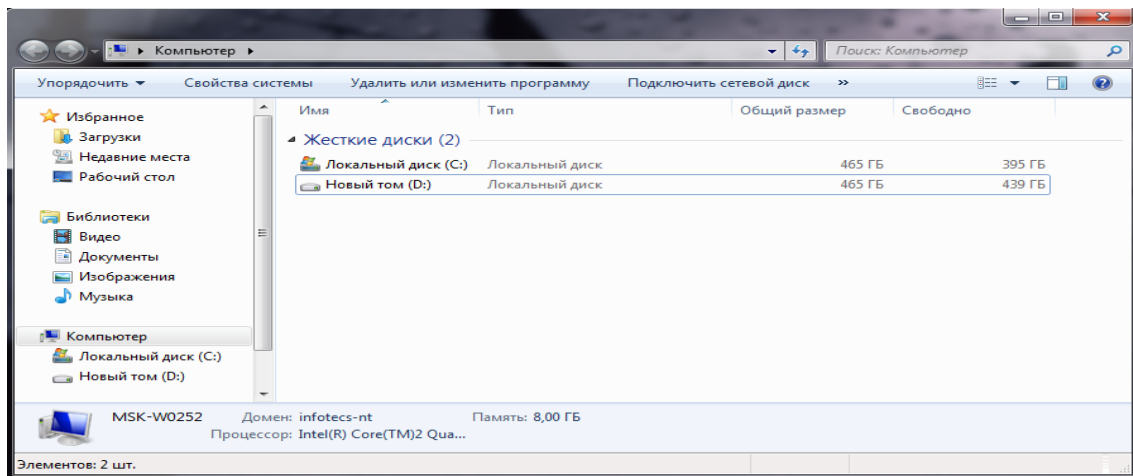 Компьютер
Поиск: Компьютер
Упорядочить Свойства системы Удалить или изменить программу Подключить сетевой диск »
Избранное
Загрузки
Недавние места
Рабочий стол
Библиотеки
Видео
Документы
Изображения
Музыка
Компьютер
Локальный диск (C:)
Новый том (D:)
Имя Тип Общий размер Свободно
Жесткие диски (2)
Локальный диск (C:) Локальный диск 465 ГБ 395 ГБ
Новый том (D:) Локальный диск 465 ГБ 439 ГБ
MSK-W0252 Домен: infotecs-nt Память: 8,00 ГБ
Процессор: Intel(R) Core(TM)2 Qua...
Элементов: 2 шт.